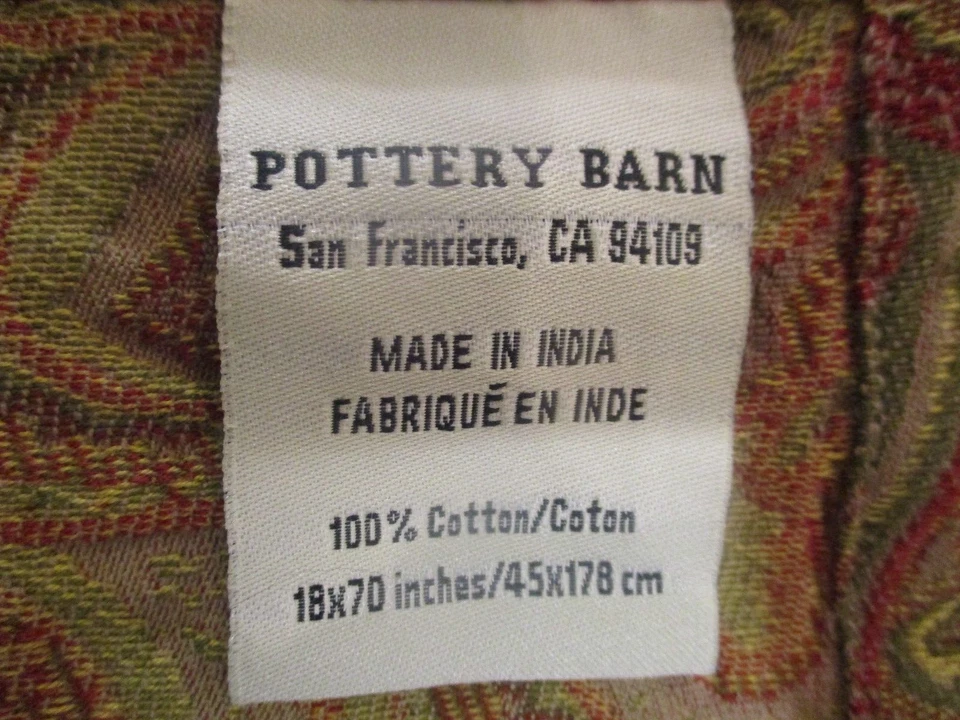 POTTERY BARN
San Francisco, CA 94109
MADE IN INDIA
FABRIQUÉ EN INDE
100% Cotton/Coton
18x70 inches/45x178 cm